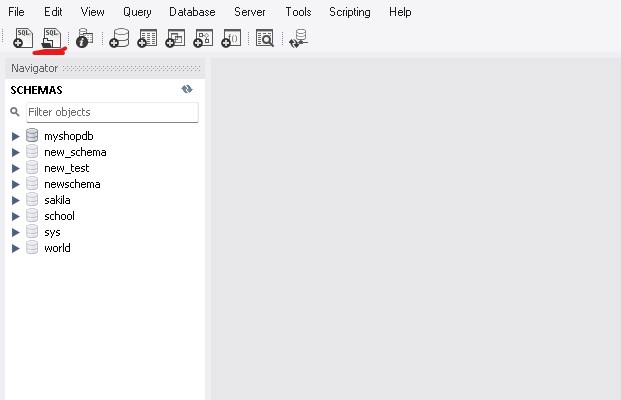 File Edit View Query Database Server Tools Scripting Help
SQL SQL
Navigator
SCHEMAS
Filter objects
myshopdb
new_schema
new_test
newschema
sakila
school
sys
world